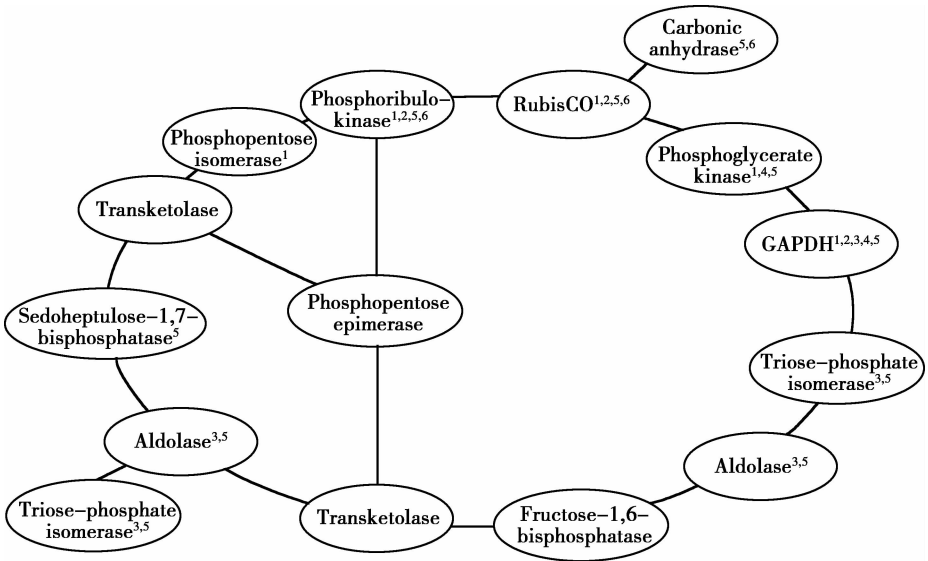 Carbonic
anhydrase5,6
Phosphoribulo-
kinase1,2,5,6
RubisCO1,2,5,6
Phosphopentose
isomerase1
Phosphoglycerate
kinase1,4,5
Transketolase
GAPDH1,2,3,4,5
Phosphopentose
epimerase
Sedoheptulose-1,7-
bisphosphatase5
Triose-phosphate
isomerase3,5
Aldolase3,5
Aldolase3,5
Triose-phosphate
isomerase3,5
Transketolase
Fructose-1,6-
bisphosphatase